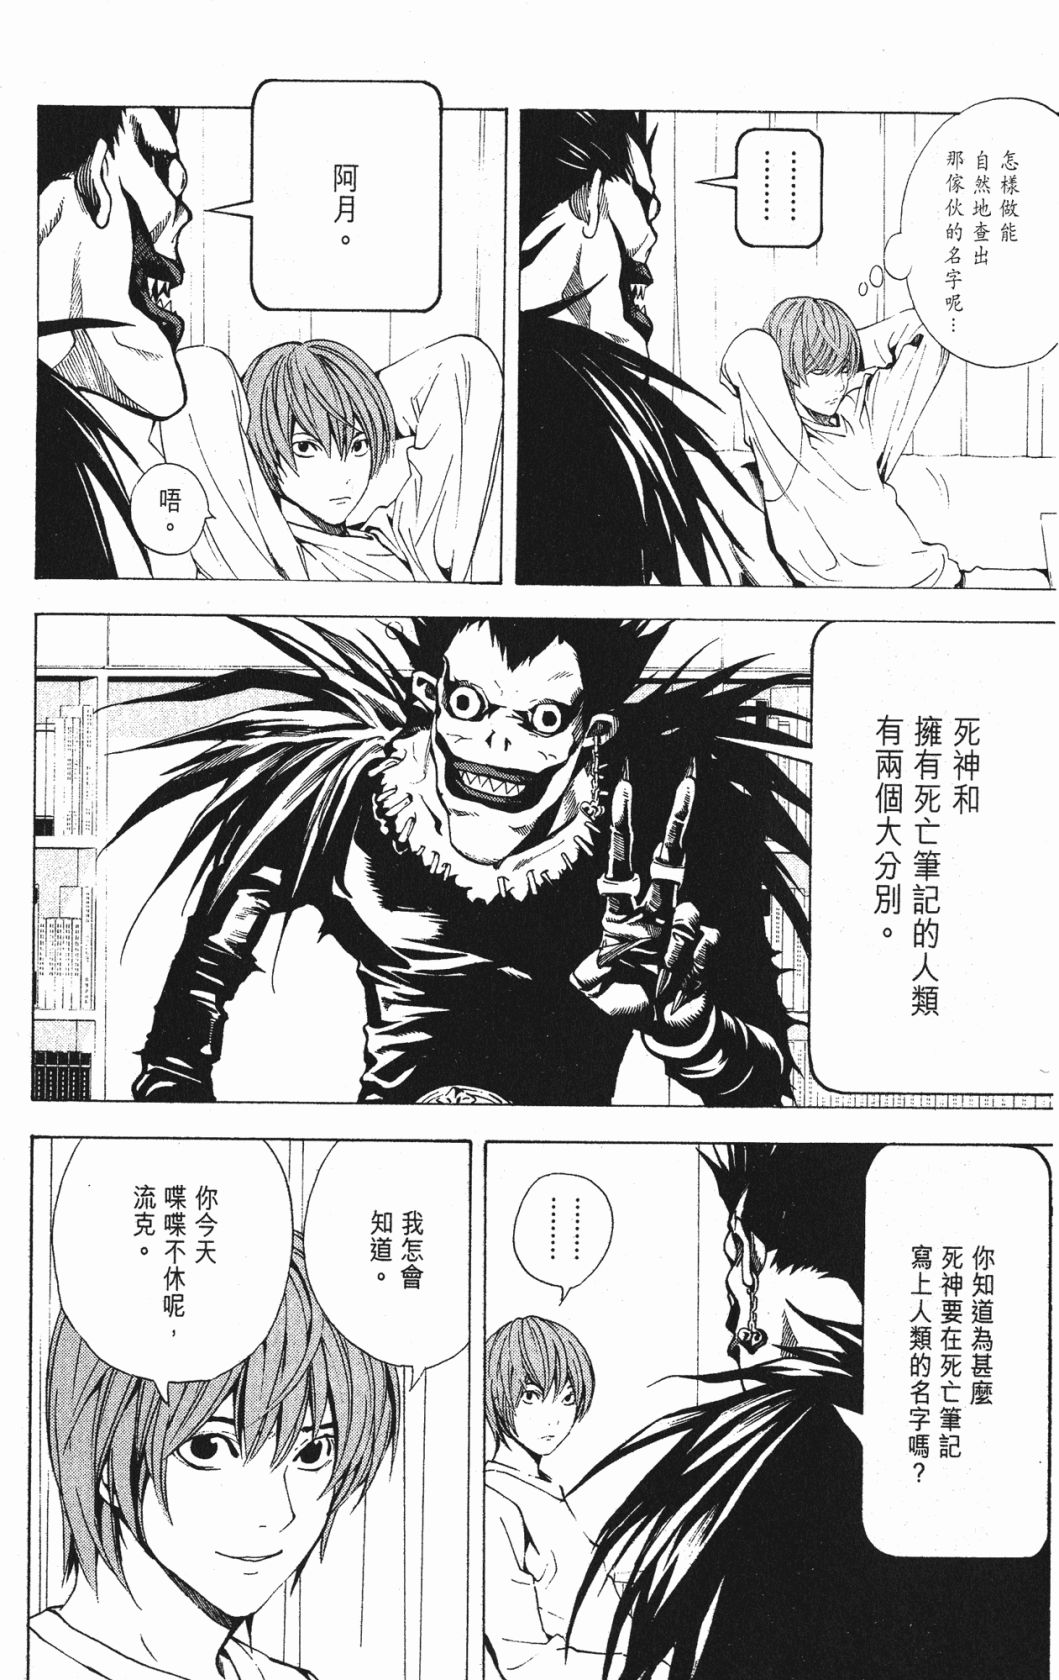 怎樣做能
自然地查出
那傢伙的名字呢…
………
阿月。
唔。
死神和
擁有死亡筆記的人類
有兩個大分別。
你知道為甚麼
死神要在死亡筆記
寫上人類的名字嗎？
………
我怎會
知道。
你今天
喋喋不休呢，
流克。